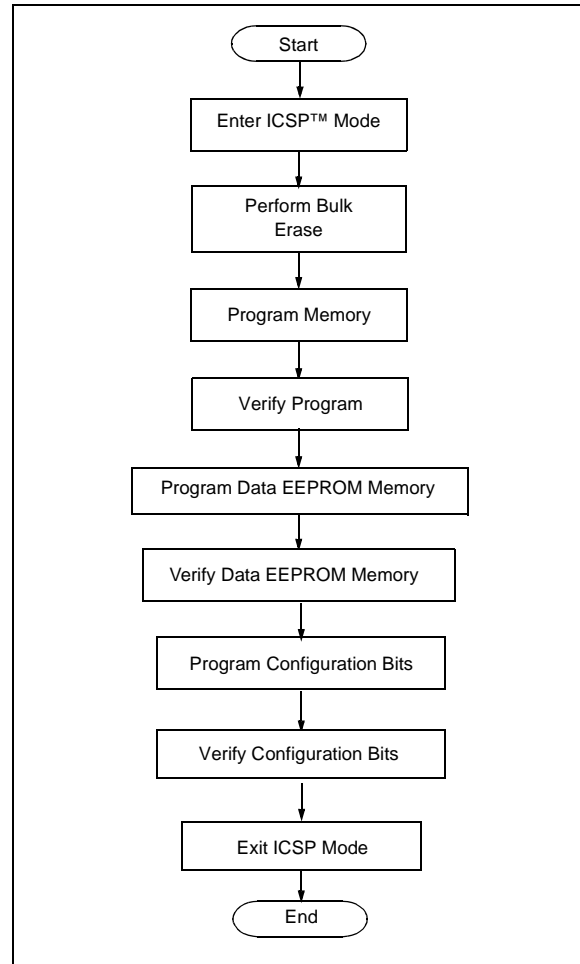 Start
Enter ICSP™ Mode
Perform Bulk
Erase
Program Memory
Verify Program
Program Data EEPROM Memory
Verify Data EEPROM Memory
Program Configuration Bits
Verify Configuration Bits
Exit ICSP Mode
End